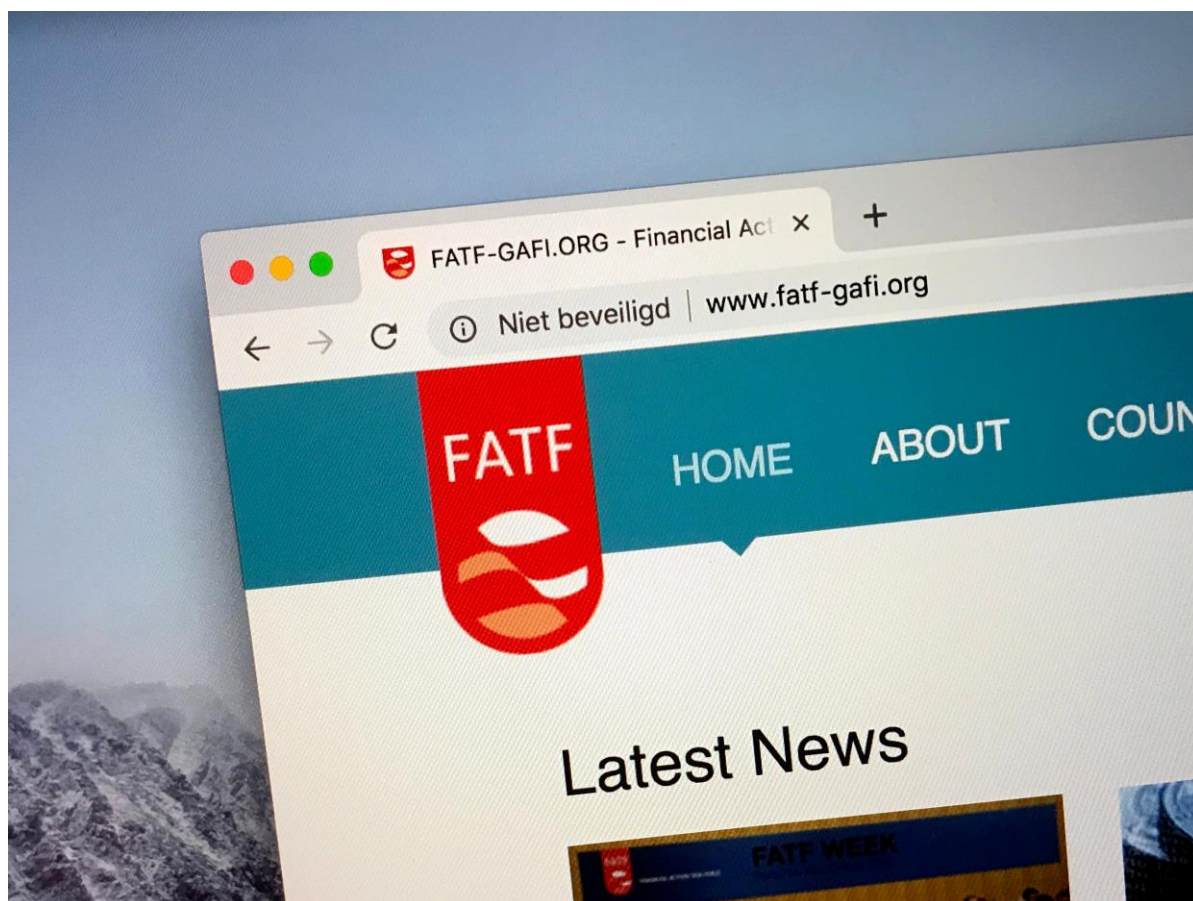 FATF-GAFI.ORG - Financial Act
Niet beveiligd | www.fatf-gafi.org
FATF
HOME
ABOUT
COUN
Latest News
FATF
FATF WEEK